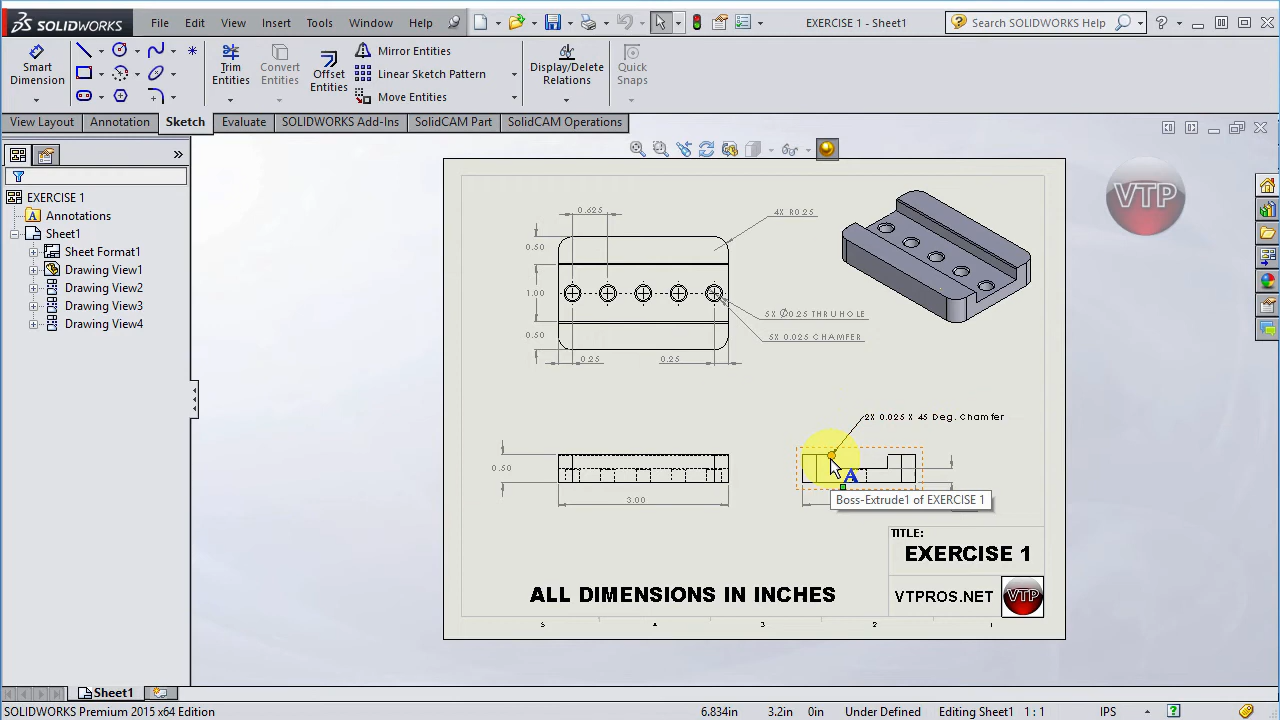 SOLIDWORKS
File Edit View Insert Tools Window Help
EXERCISE 1 - Sheet1
Search SOLIDWORKS Help
Smart Dimension
Trim Entities
Convert Entities
Offset Entities
Mirror Entities
Linear Sketch Pattern
Move Entities
Display/Delete Relations
Quick Snaps
View Layout Annotation Sketch Evaluate SOLIDWORKS Add-Ins SolidCAM Part SolidCAM Operations
EXERCISE 1
Annotations
Sheet1
Sheet Format1
Drawing View1
Drawing View2
Drawing View3
Drawing View4
VTP
0.625
4X R0.25
0.50
1.00
0.50
5X Ø0.25 THRU HOLE
5X 0.025 CHAMFER
0.25 0.25
2X 0.025 X 45 Deg. Chamfer
0.50
3.00
A
Boss-Extrude1 of EXERCISE 1
TITLE:
EXERCISE 1
ALL DIMENSIONS IN INCHES
VTPROS.NET
VTP
5 4 3 2 1
Sheet1
SOLIDWORKS Premium 2015 x64 Edition 6.834in 3.2in 0in Under Defined Editing Sheet1 1 : 1 IPS